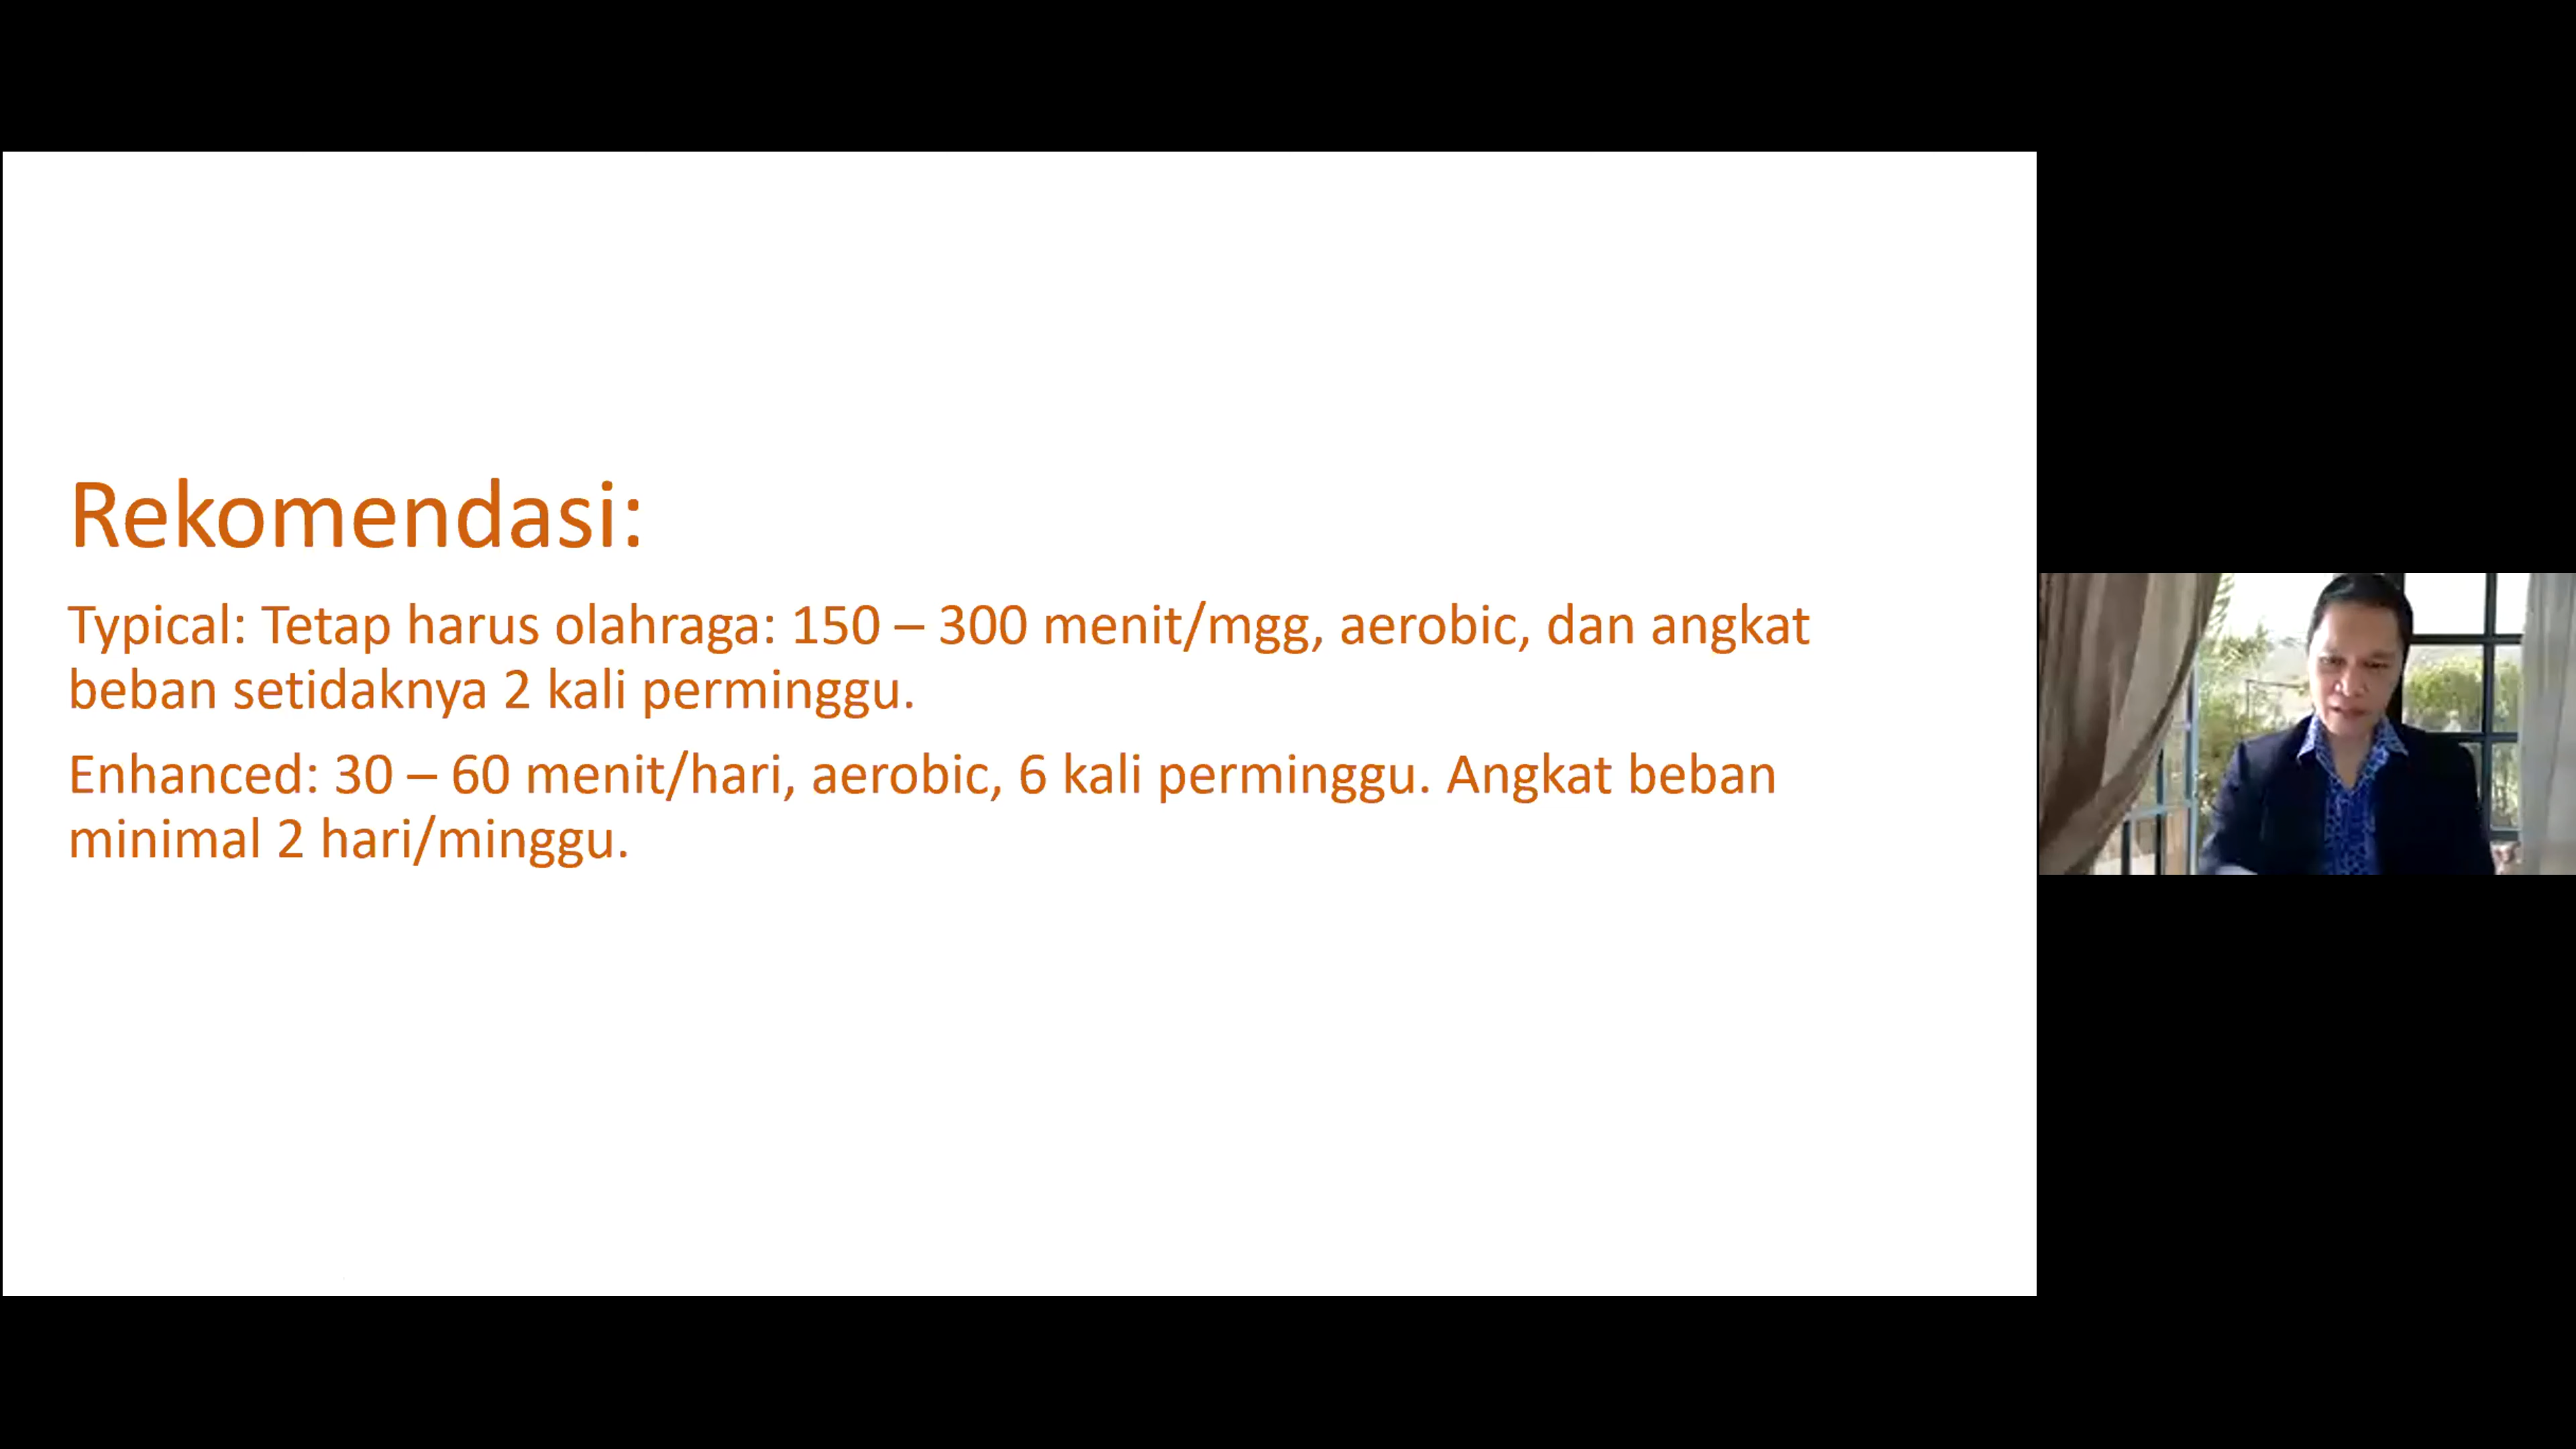 Rekomendasi:
Typical: Tetap harus olahraga: 150 – 300 menit/mgg, aerobic, dan angkat
beban setidaknya 2 kali perminggu.
Enhanced: 30 – 60 menit/hari, aerobic, 6 kali perminggu. Angkat beban
minimal 2 hari/minggu.